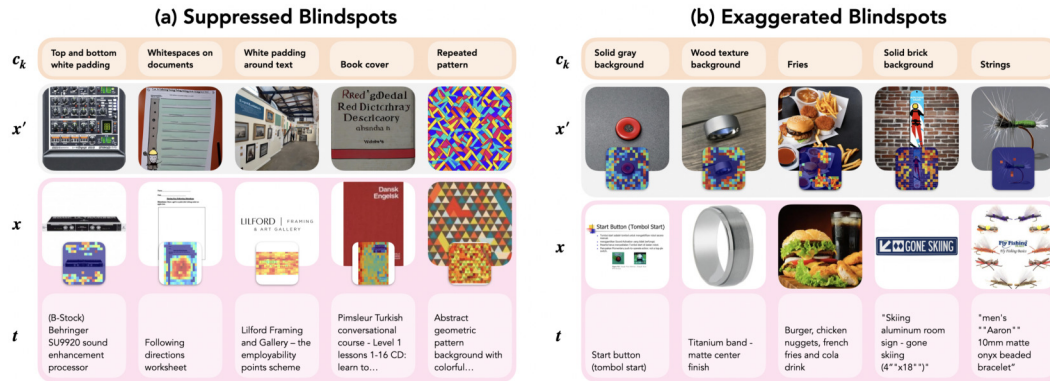 (a) Suppressed Blindspots
cₖ
Top and bottom
white padding
Whitespaces on
documents
White padding
around text
Book cover
Repeated
pattern
x′
Rred'gɑDedal
Red Dictchray
Descricoary
abundra n
x
LILFORD | FRAMING
& ART GALLERY
Dansk
Engelsk
t
(B-Stock)
Behringer
SU9920 sound
enhancement
processor
Following
directions
worksheet
Lilford Framing
and Gallery – the
employability
points scheme
Pimsleur Turkish
conversational
course - Level 1
lessons 1-16 CD:
learn to...
Abstract
geometric
pattern
background with
colorful...
(b) Exaggerated Blindspots
cₖ
Solid gray
background
Wood texture
background
Fries
Solid brick
background
Strings
x′
x
Start Button (Tombol Start)
GONE SKIING
Fly Fishing
t
Start button
(tombol start)
Titanium band -
matte center
finish
Burger, chicken
nuggets, french
fries and cola
drink
"Skiing
aluminum room
sign - gone
skiing
(4""x18"")"
"men's
""Aaron""
10mm matte
onyx beaded
bracelet"